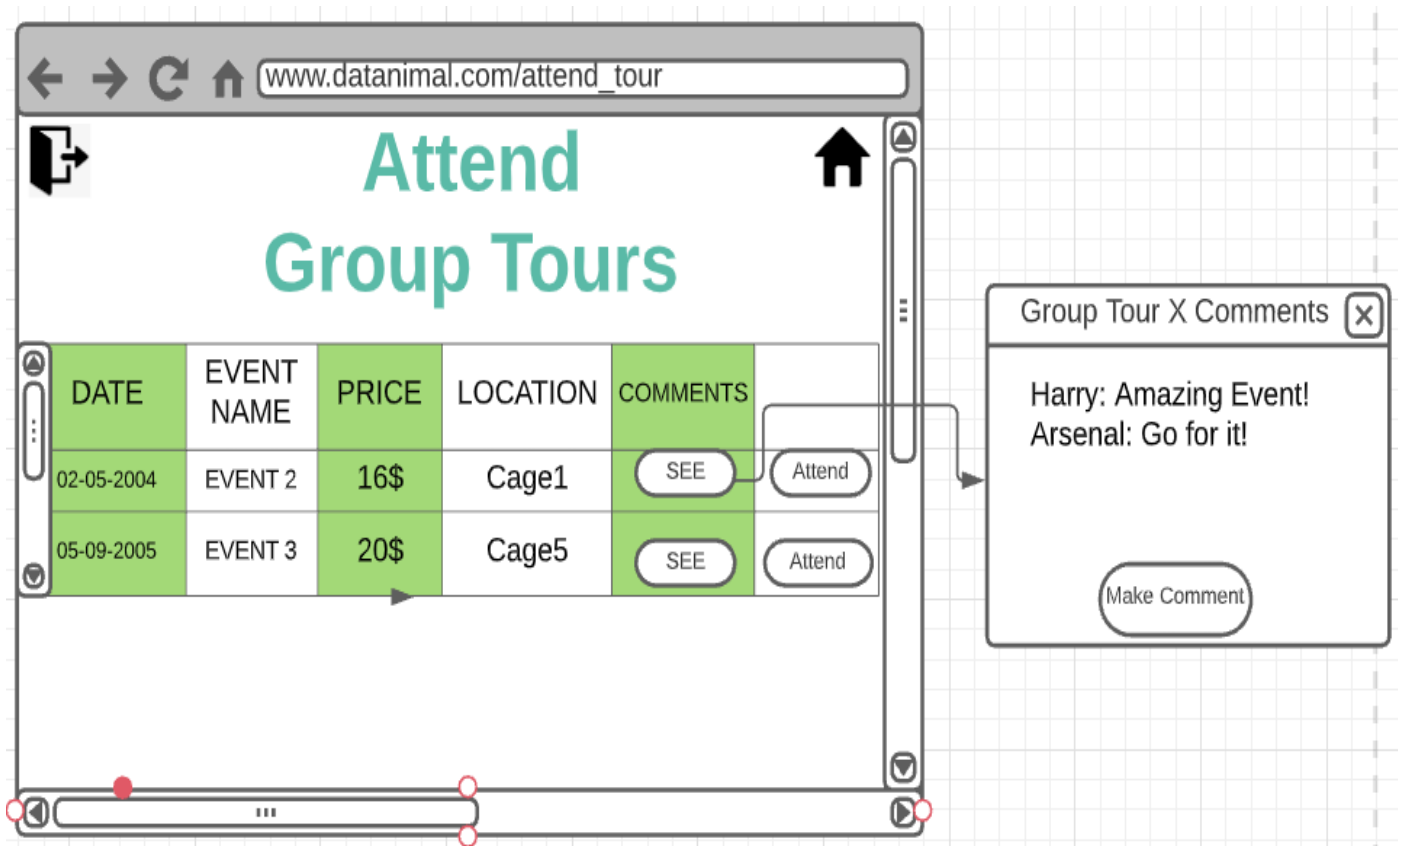 www.datanimal.com/attend_tour
Attend
Group Tours
DATE
EVENT
NAME
PRICE
LOCATION
COMMENTS
02-05-2004
EVENT 2
16$
Cage1
SEE
Attend
05-09-2005
EVENT 3
20$
Cage5
SEE
Attend
Group Tour X Comments
Harry: Amazing Event!
Arsenal: Go for it!
Make Comment